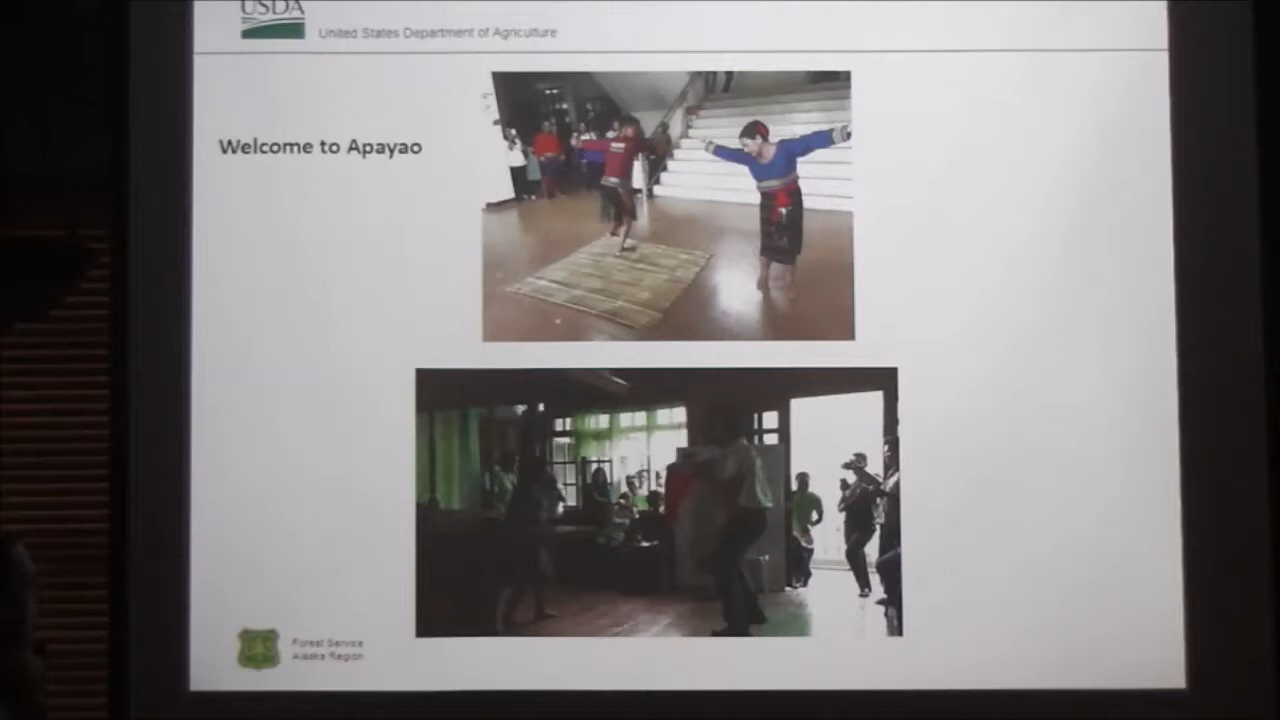 USDA
United States Department of Agriculture
Welcome to Apayao
Forest Service
Alaska Region